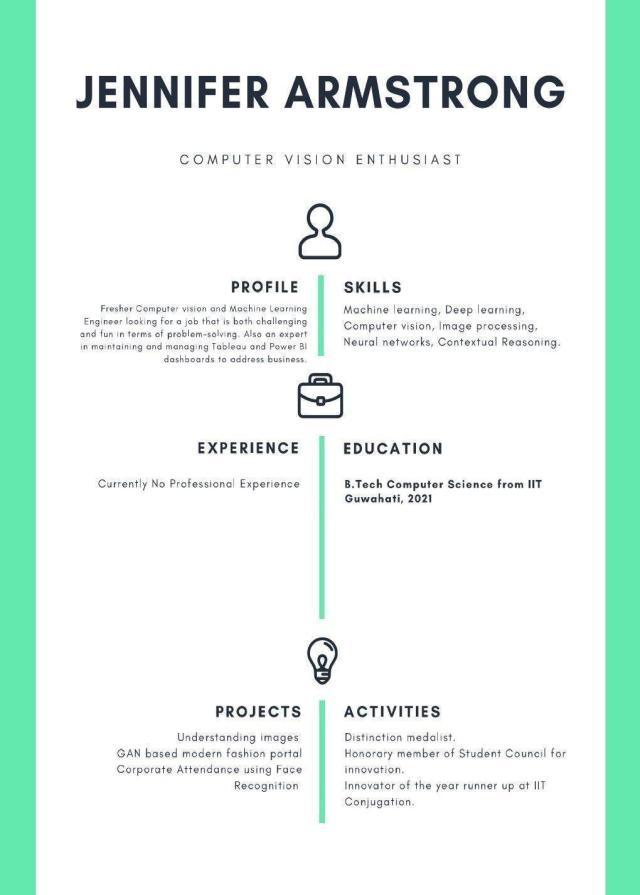 JENNIFER ARMSTRONG
COMPUTER VISION ENTHUSIAST
PROFILE
Fresher Computer vision and Machine Learning
Engineer looking for a job that is both challenging
and fun in terms of problem-solving. Also an expert
in maintaining and managing Tableau and Power BI
dashboards to address business.
SKILLS
Machine learning, Deep learning,
Computer vision, Image processing,
Neural networks, Contextual Reasoning.
EXPERIENCE
Currently No Professional Experience
EDUCATION
B.Tech Computer Science from IIT
Guwahati, 2021
PROJECTS
Understanding images
GAN based modern fashion portal
Corporate Attendance using Face
Recognition
ACTIVITIES
Distinction medalist.
Honorary member of Student Council for
innovation.
Innovator of the year runner up at IIT
Conjugation.